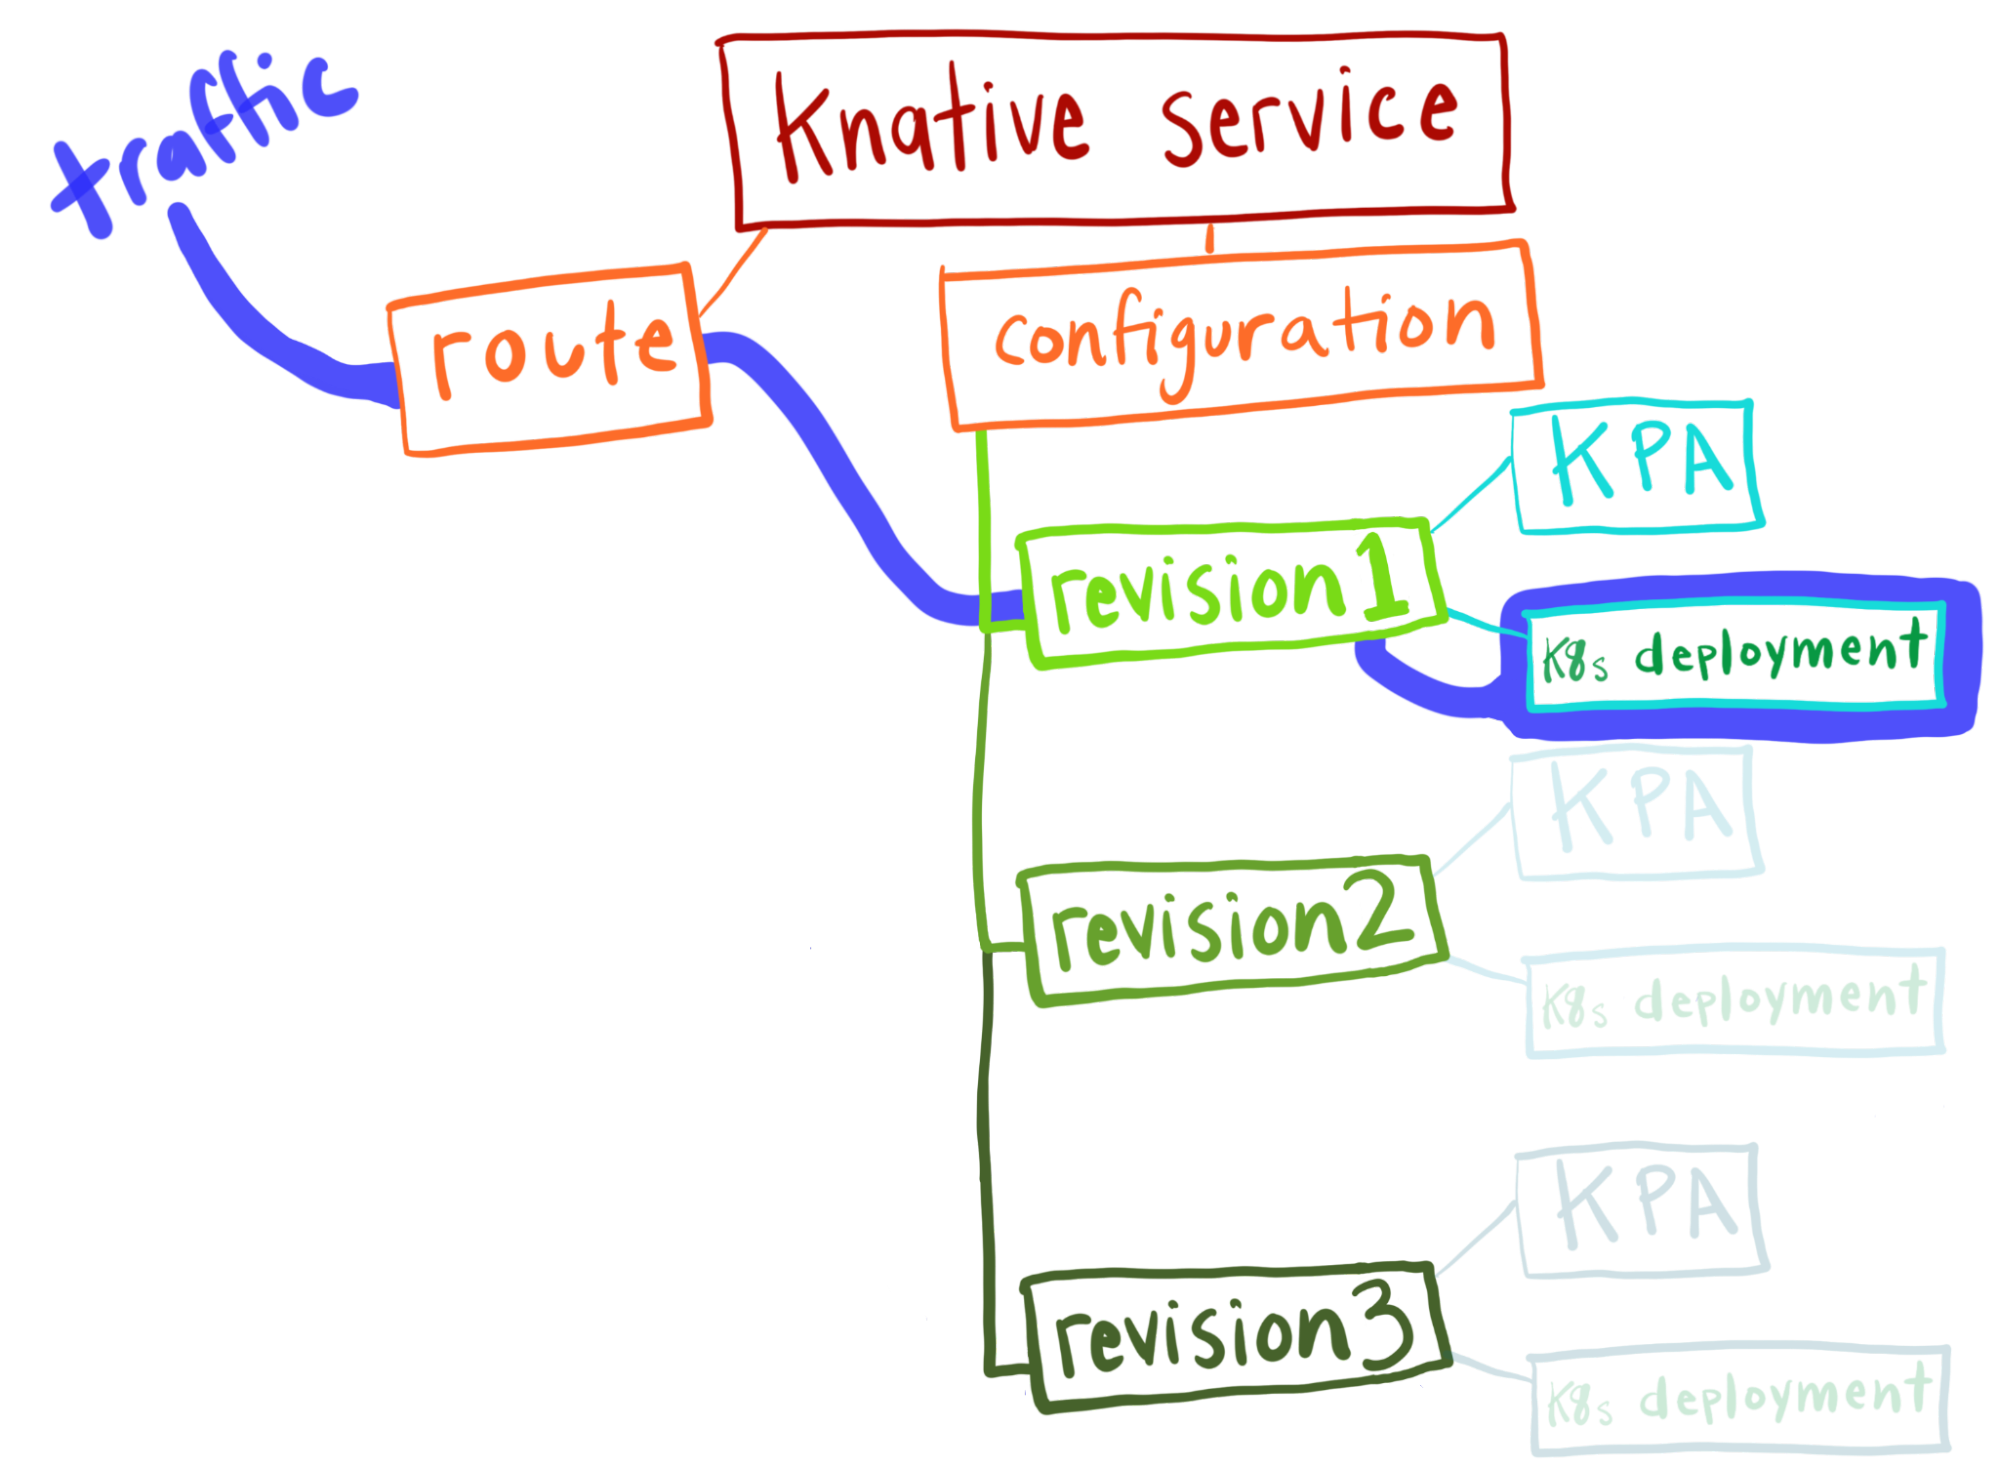 traffic
Knative service
route
configuration
KPA
revision1
K8s deployment
KPA
revision2
K8s deployment
KPA
revision3
K8s deployment